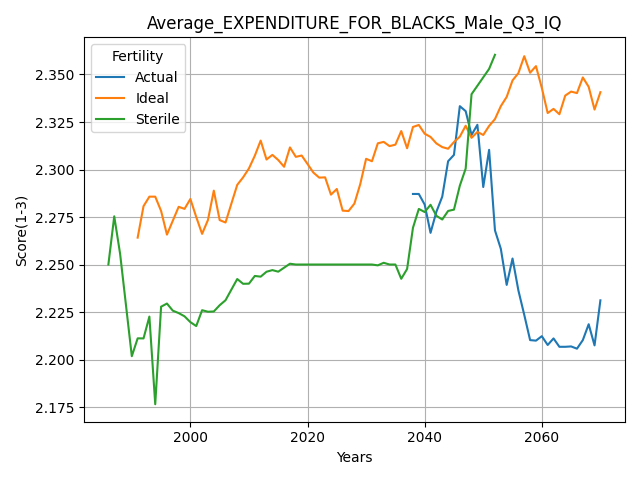 Average_EXPENDITURE_FOR_BLACKS_Male_Q3_IQ
Fertility
Actual
Ideal
Sterile
Score(1-3)
2.350
2.325
2.300
2.275
2.250
2.225
2.200
2.175
2000 2020 2040 2060
Years